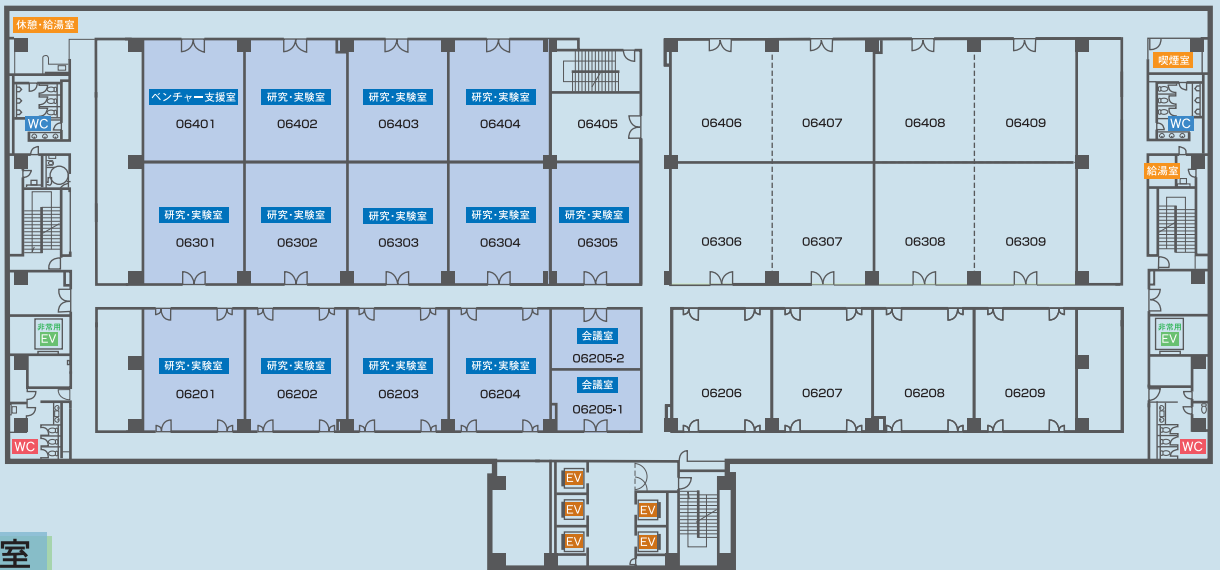 休憩・給湯室
喫煙室
ベンチャー支援室
研究・実験室
研究・実験室
研究・実験室
06401
06402
06403
06404
06405
06406
06407
06408
06409
WC
WC
給湯室
研究・実験室
研究・実験室
研究・実験室
研究・実験室
研究・実験室
06301
06302
06303
06304
06305
06306
06307
06308
06309
非常用
EV
非常用
EV
会議室
06205-2
研究・実験室
研究・実験室
研究・実験室
研究・実験室
会議室
06201
06202
06203
06204
06205-1
06206
06207
06208
06209
WC
WC
EV
EV
EV
EV
EV
室